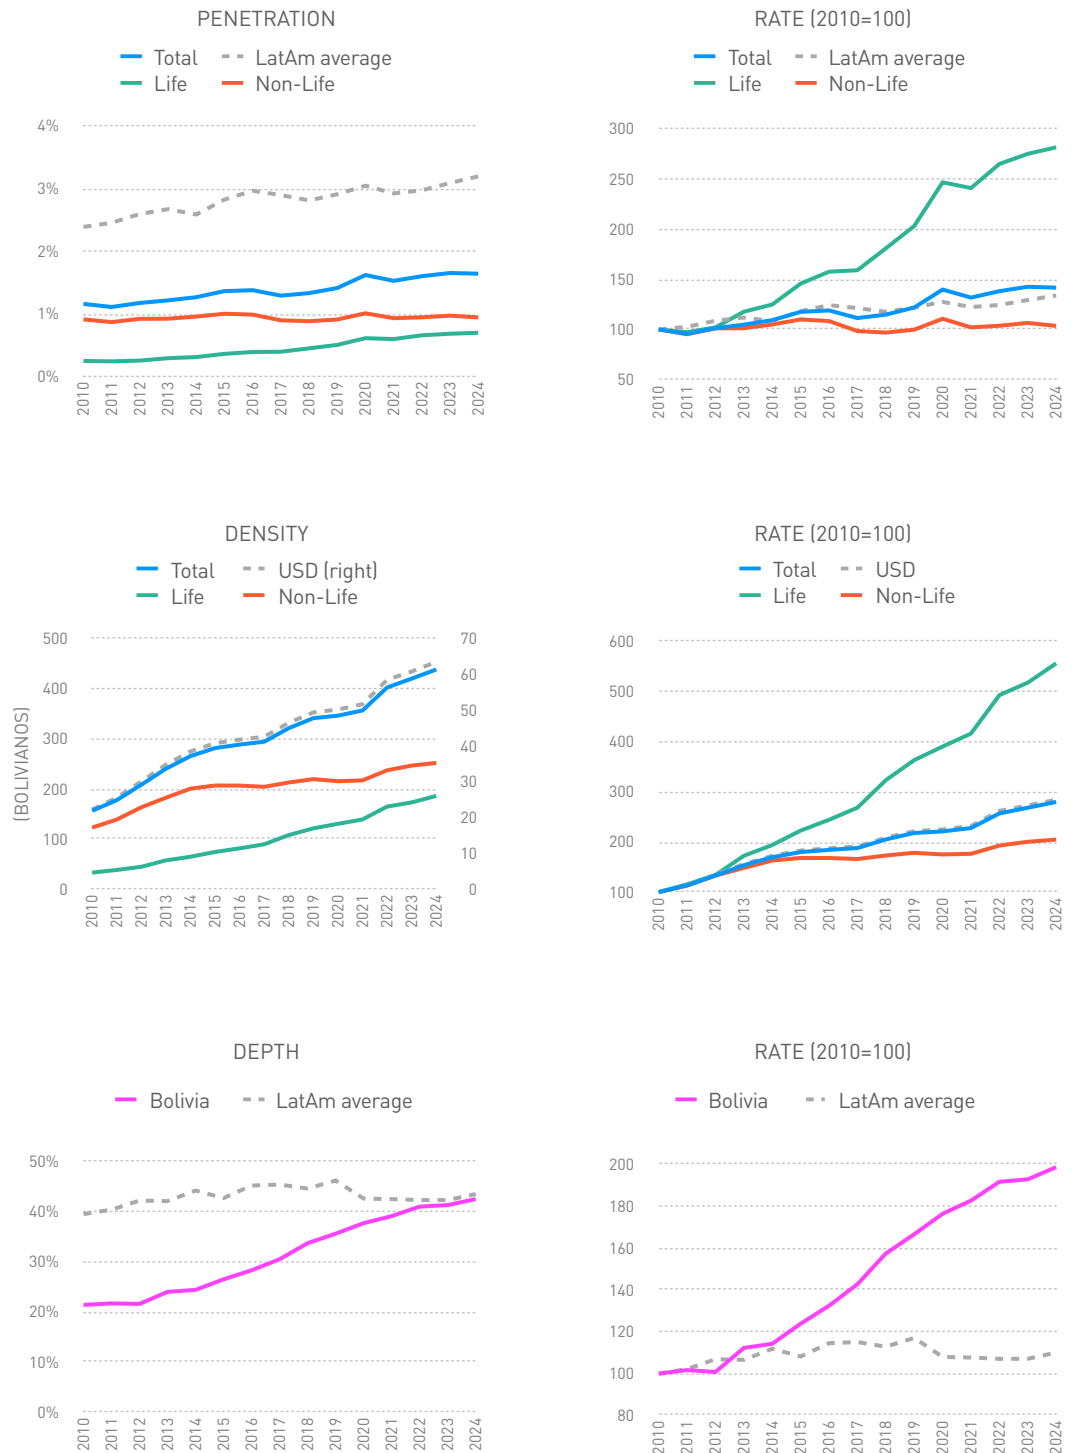 PENETRATION
Total LatAm average
Life Non-Life
4%
3%
2%
1%
0%
2010 2011 2012 2013 2014 2015 2016 2017 2018 2019 2020 2021 2022 2023 2024
RATE (2010=100)
Total LatAm average
Life Non-Life
300
250
200
150
100
50
2010 2011 2012 2013 2014 2015 2016 2017 2018 2019 2020 2021 2022 2023 2024
DENSITY
Total USD (right)
Life Non-Life
(BOLIVIANOS)
500 70
400 60
300 50
200 40
100 30
0 20
10
0
2010 2011 2012 2013 2014 2015 2016 2017 2018 2019 2020 2021 2022 2023 2024
RATE (2010=100)
Total USD
Life Non-Life
600
500
400
300
200
100
2010 2011 2012 2013 2014 2015 2016 2017 2018 2019 2020 2021 2022 2023 2024
DEPTH
Bolivia LatAm average
50%
40%
30%
20%
10%
0%
2010 2011 2012 2013 2014 2015 2016 2017 2018 2019 2020 2021 2022 2023 2024
RATE (2010=100)
Bolivia LatAm average
200
180
160
140
120
100
80
2010 2011 2012 2013 2014 2015 2016 2017 2018 2019 2020 2021 2022 2023 2024